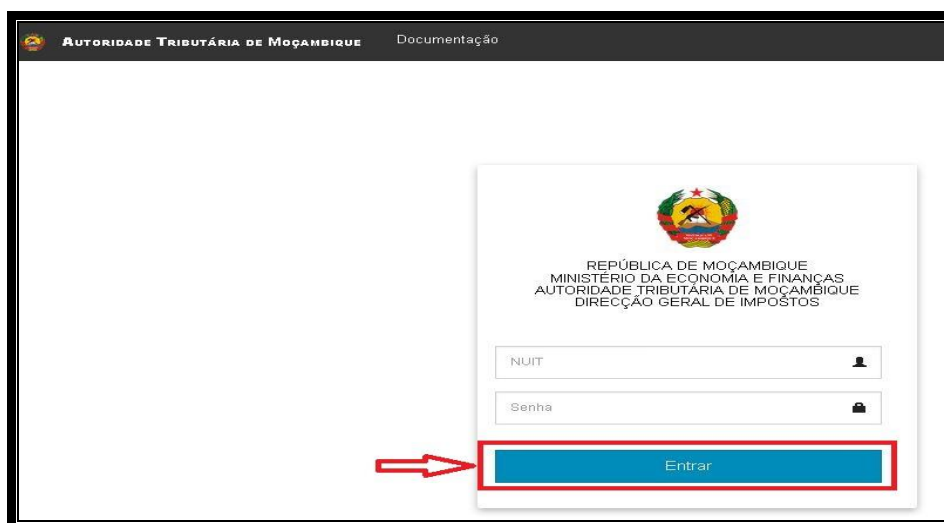 AUTORIDADE TRIBUTÁRIA DE MOÇAMBIQUE Documentação
REPÚBLICA DE MOÇAMBIQUE
MINISTÉRIO DA ECONOMIA E FINANÇAS
AUTORIDADE TRIBUTÁRIA DE MOÇAMBIQUE
DIRECÇÃO GERAL DE IMPOSTOS
NUIT
Senha
Entrar